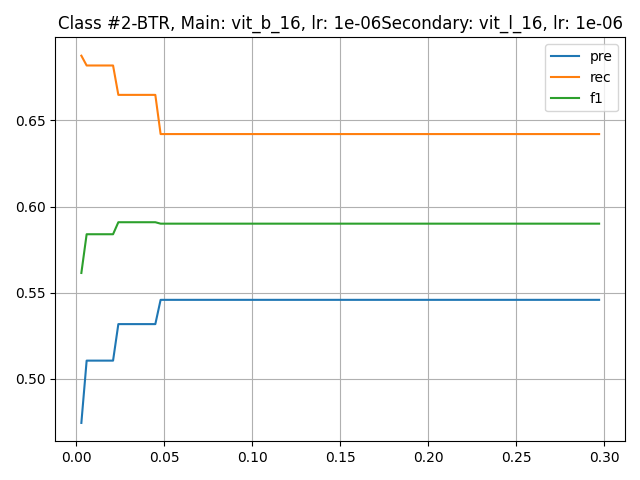 Class #2-BTR, Main: vit_b_16, lr: 1e-06Secondary: vit_l_16, lr: 1e-06
pre
rec
f1
0.65
0.60
0.55
0.50
0.00 0.05 0.10 0.15 0.20 0.25 0.30